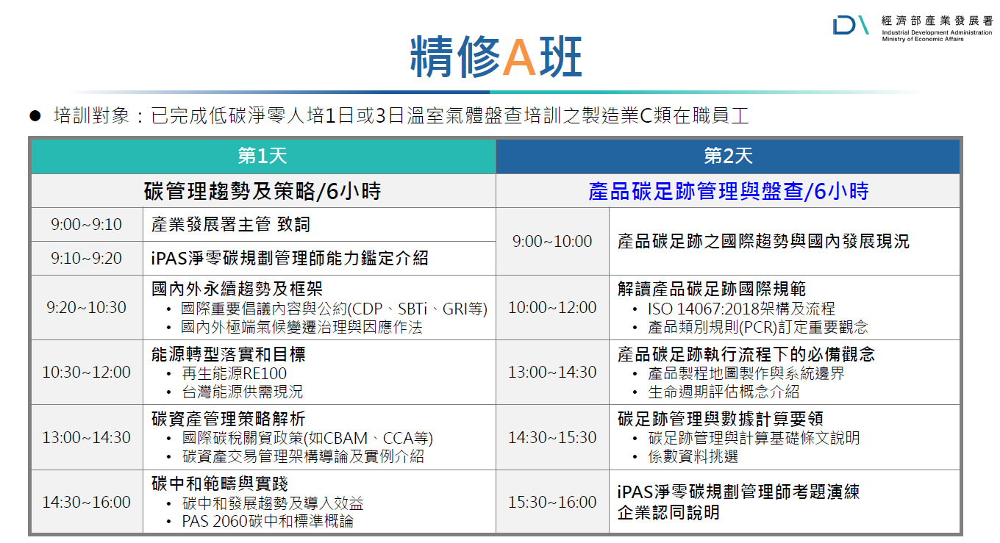 經濟部產業發展署
Industrial Development Administration
Ministry of Economic Affairs
精修A班
● 培訓對象：已完成低碳淨零人培1日或3日溫室氣體盤查培訓之製造業C類在職員工
第1天
碳管理趨勢及策略/6小時
9:00~9:10
產業發展署主管 致詞
9:10~9:20
iPAS淨零碳規劃管理師能力鑑定介紹
9:20~10:30
國內外永續趨勢及框架
• 國際重要倡議內容與公約(CDP、SBTi、GRI等)
• 國內外極端氣候變遷治理與因應作法
10:30~12:00
能源轉型落實和目標
• 再生能源RE100
• 台灣能源供需現況
13:00~14:30
碳資產管理策略解析
• 國際碳稅關貿政策(如CBAM、CCA等)
• 碳資產交易管理架構導論及實例介紹
14:30~16:00
碳中和範疇與實踐
• 碳中和發展趨勢及導入效益
• PAS 2060碳中和標準概論
第2天
產品碳足跡管理與盤查/6小時
9:00~10:00
產品碳足跡之國際趨勢與國內發展現況
10:00~12:00
解讀產品碳足跡國際規範
• ISO 14067:2018架構及流程
• 產品類別規則(PCR)訂定重要觀念
13:00~14:30
產品碳足跡執行流程下的必備觀念
• 產品製程地圖製作與系統邊界
• 生命週期評估概念介紹
14:30~15:30
碳足跡管理與數據計算要領
• 碳足跡管理與計算基礎條文說明
• 係數資料挑選
15:30~16:00
iPAS淨零碳規劃管理師考題演練
企業認同說明